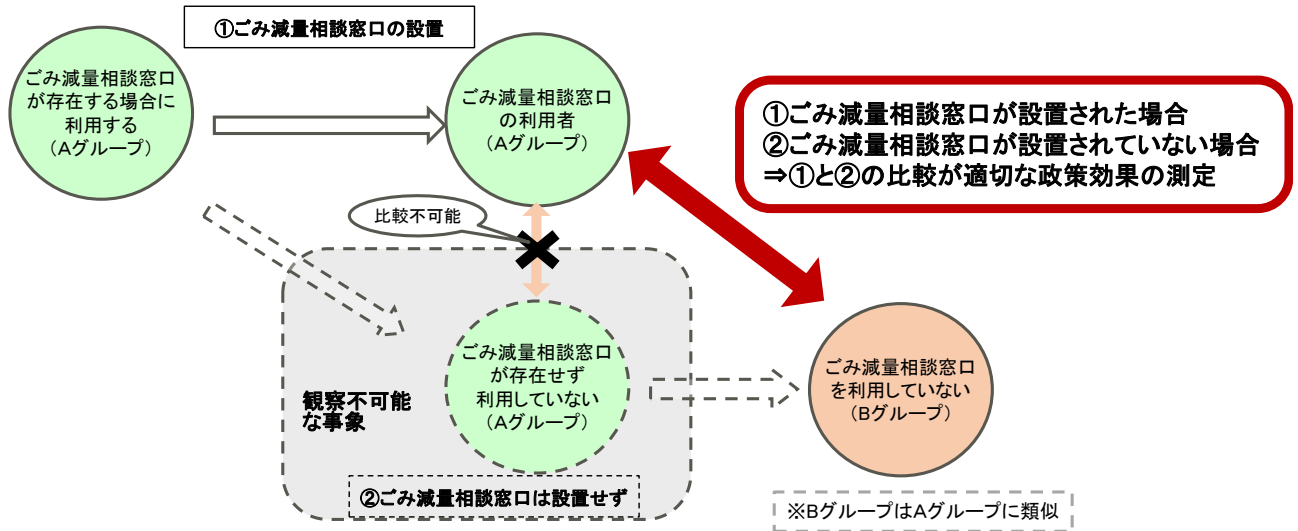 ①ごみ減量相談窓口の設置
ごみ減量相談窓口
が存在する場合に
利用する
（Aグループ）
ごみ減量相談窓口
の利用者
（Aグループ）
①ごみ減量相談窓口が設置された場合
②ごみ減量相談窓口が設置されていない場合
⇒①と②の比較が適切な政策効果の測定
比較不可能
ごみ減量相談窓口
が存在せず
利用していない
（Aグループ）
観察不可能
な事象
②ごみ減量相談窓口は設置せず
ごみ減量相談窓口
を利用していない
（Bグループ）
※BグループはAグループに類似